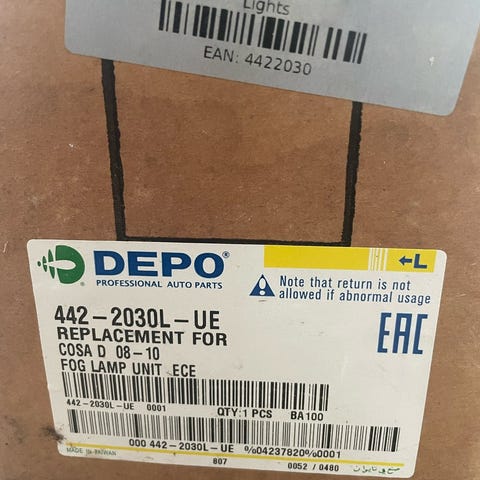 Lights
EAN: 4422030
←L
DEPO®
PROFESSIONAL AUTO PARTS
Note that return is not
allowed if abnormal usage
442-2030L-UE
REPLACEMENT FOR
COSA D 08-10
FOG LAMP UNIT ECE
EAC
442-2030L-UE 0001 QTY:1 PCS BA100
000 442-2030L-UE %04237820%0001
MADE IN TAIWAN
807 0052 / 0480